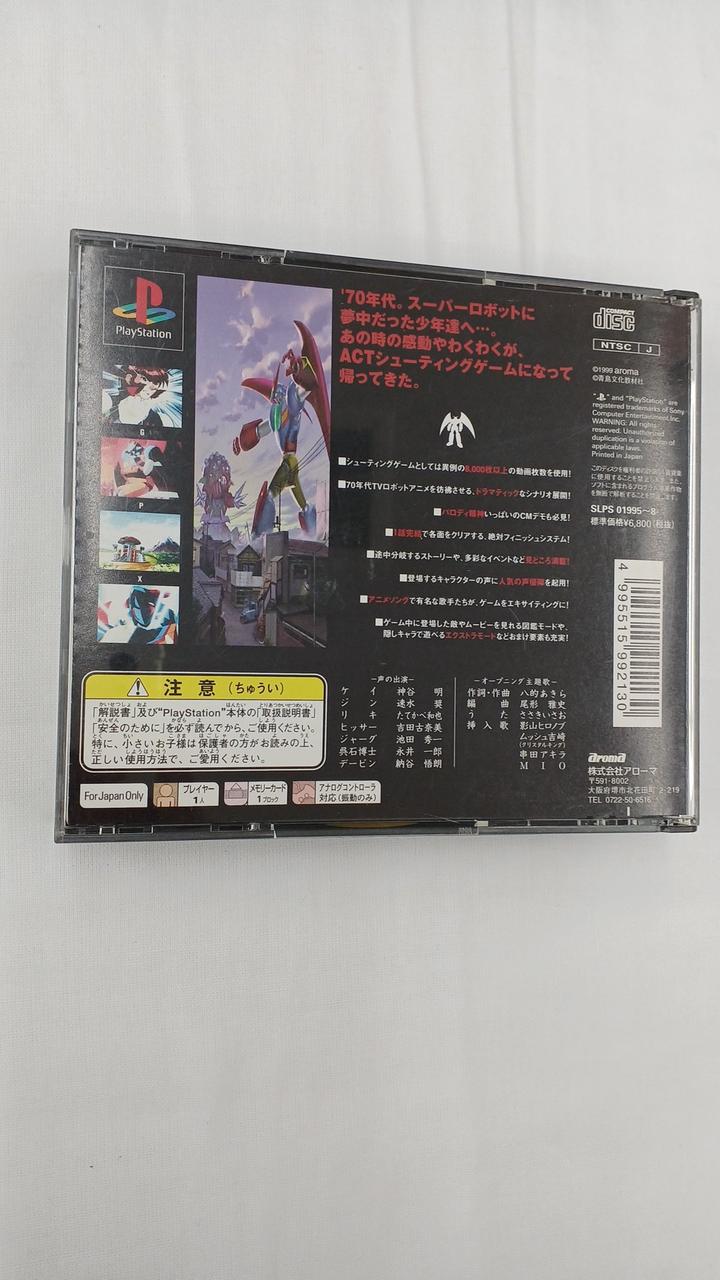 PlayStation
G
P
X
'70年代。スーパーロボットに
夢中だった少年達へ…。
あの時の感動やわくわくが、
ACTシューティングゲームになって
帰ってきた。
■シューティングゲームとしては異例の8,000枚以上の動画枚数を使用!
■70年代TVロボットアニメを彷彿させる、ドラマティックなシナリオ展開!
■パロディ精神いっぱいのCMデモも必見!
■1話完結で各面をクリアする、絶対フィニッシュシステム!
■途中分岐するストーリーや、多彩なイベントなど見どころ満載!
■登場するキャラクターの声に人気の声優陣を起用!
■アニメソングで有名な歌手たちが、ゲームをエキサイティングに!
■ゲーム中に登場した敵やムービーを見れる図鑑モードや、
隠しキャラで遊べるエクストラモードなどおまけ要素も充実!
COMPACT
disc
NTSC J
©1999 aroma
©青島文化教材社
"PS" and "PlayStation" are
registered trademarks of Sony
Computer Entertainment Inc.
WARNING: All rights
reserved. Unauthorized
duplication is a violation of
applicable laws.
Printed in Japan
SLPS 01995~8
標準価格¥6,800(税抜)
4 995515 992130
注意(ちゅうい)
「解説書」及び“PlayStation”本体の「取扱説明書」
「安全のために」を必ず読んでから、ご使用ください。
特に、小さいお子様は保護者の方がお読みの上、
正しい使用方法で、ご愛用ください。
For Japan Only
プレイヤー
1人
メモリーカード
1ブロック
アナログコントローラ
対応(振動のみ)
-声の出演-
ケイ 神谷 明
ジン 速水 奨
リキ たてかべ和也
ヒッサー 吉田古奈美
ジャーグ 池田 秀一
呉石博士 永井 一郎
デービン 納谷 悟朗
-オープニング主題歌-
作詞・作曲 八的あきら
編曲 尾形 雅史
うた ささきいさお
挿入歌 影山ヒロノブ
ムッシュ吉崎
(クリスタルキング)
串田アキラ
MIO
aroma
株式会社アローマ
〒591-8002
大阪府堺市北花田町2-219
TEL 0722-50-6516